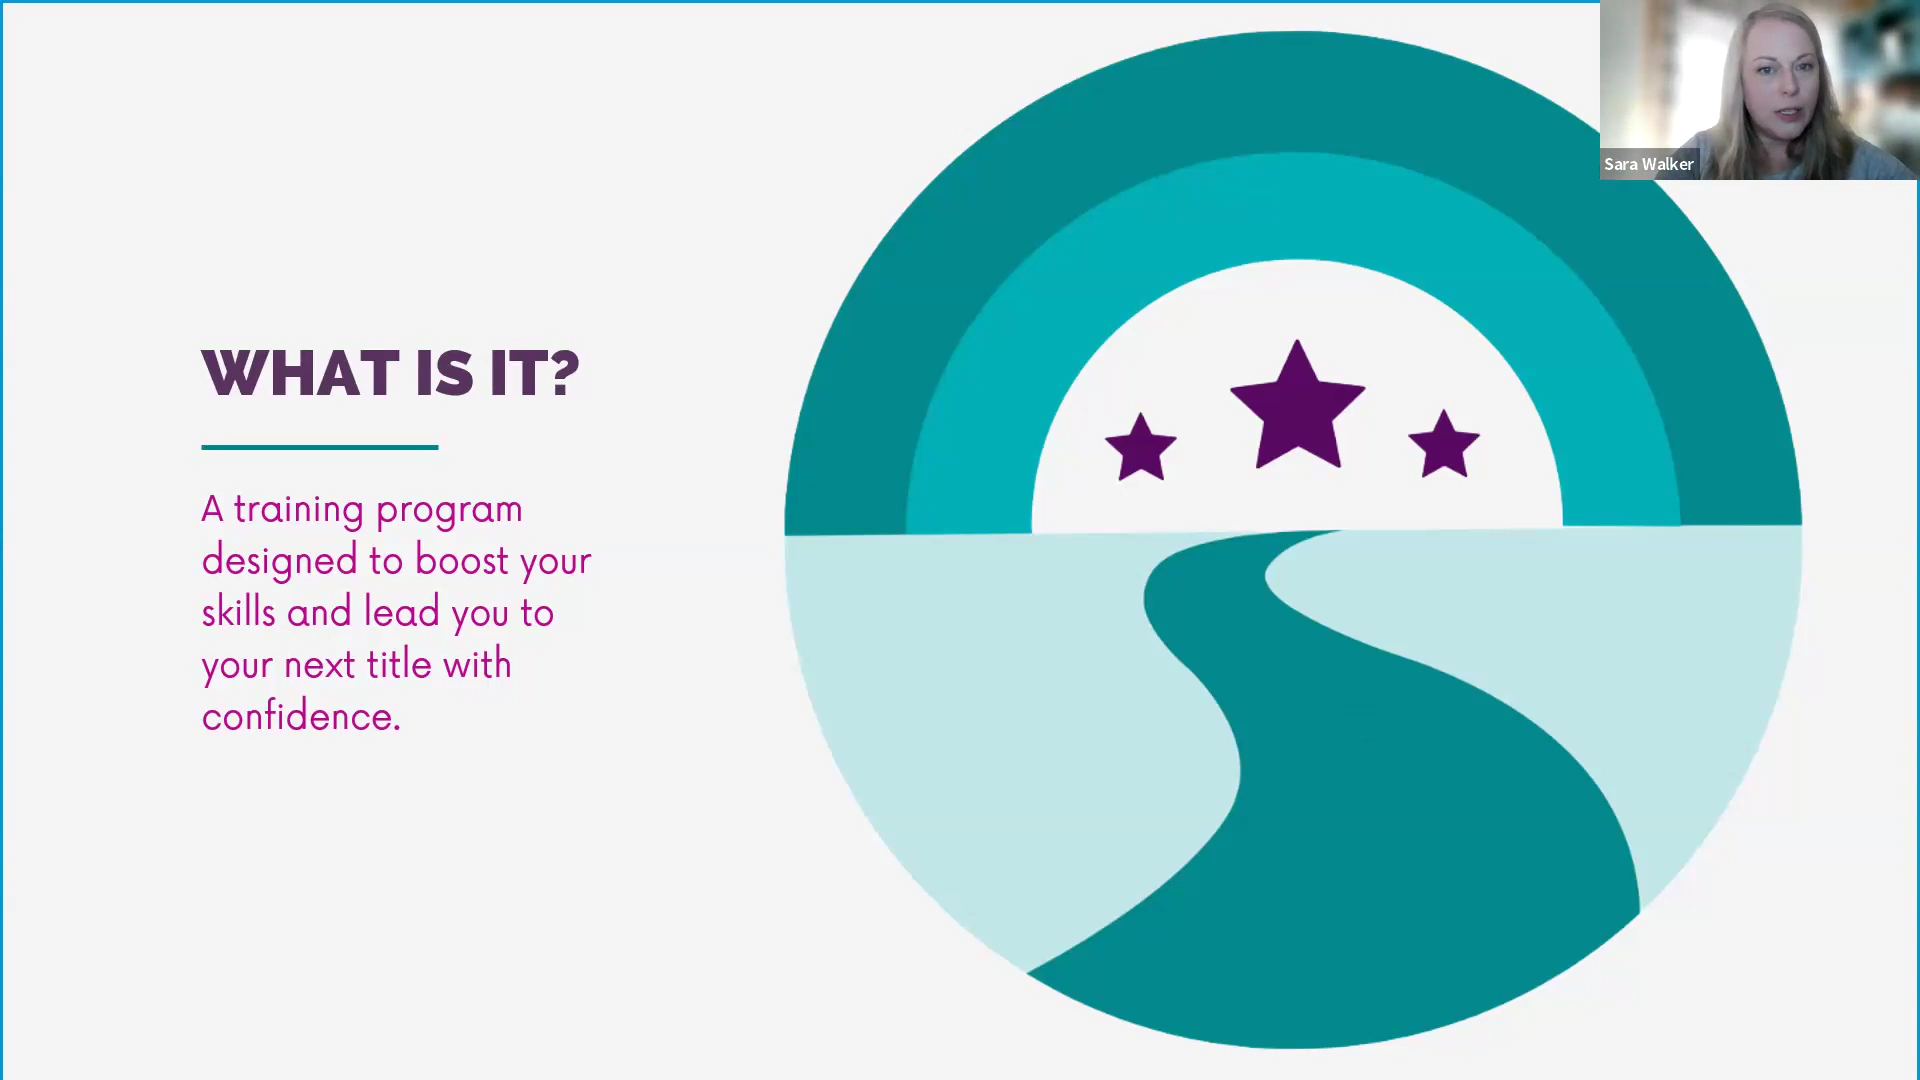 Sara Walker
WHAT IS IT?
A training program
designed to boost your
skills and lead you to
your next title with
confidence.